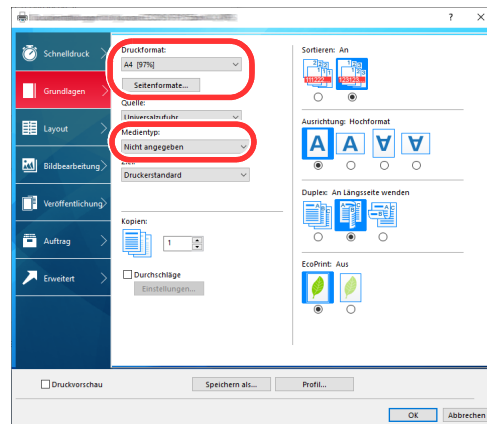 ?
Schnelldruck
Grundlagen
Layout
Bildbearbeitung
Veröffentlichung
Auftrag
Erweitert
Druckformat:
A4 [97%]
Seitenformate...
Quelle:
Universalzufuhr
Medientyp:
Nicht angegeben
Druckerstandard
Kopien:
1
Durchschläge
Einstellungen...
Sortieren: An
Ausrichtung: Hochformat
A A A A
Duplex: An Längsseite wenden
EcoPrint: Aus
Druckvorschau
Speichern als...
Profil...
OK
Abbrechen